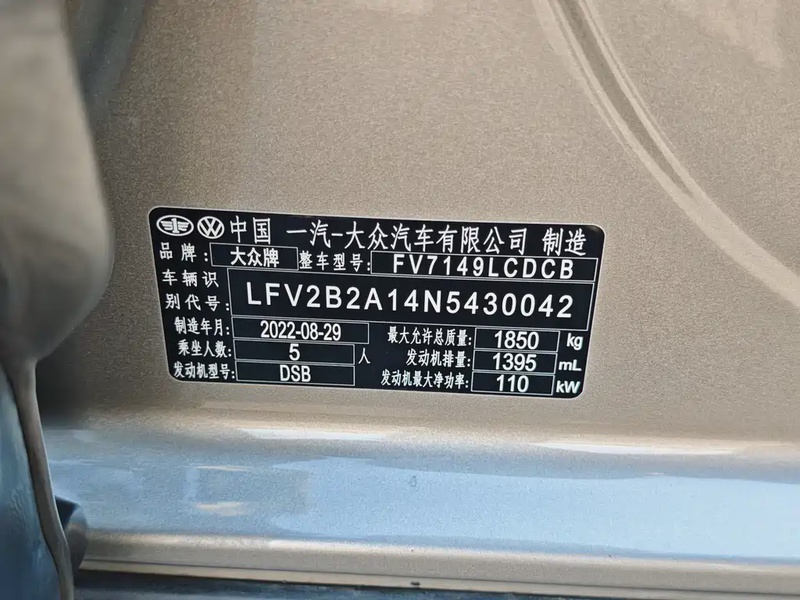 中国 一汽-大众汽车有限公司 制造
品牌: 大众牌 整车型号: FV7149LCDCB
车辆识别代号: LFV2B2A14N5430042
制造年月: 2022-08-29 最大允许总质量: 1850 kg
乘坐人数: 5 人 发动机排量: 1395 mL
发动机型号: DSB 发动机最大净功率: 110 kW